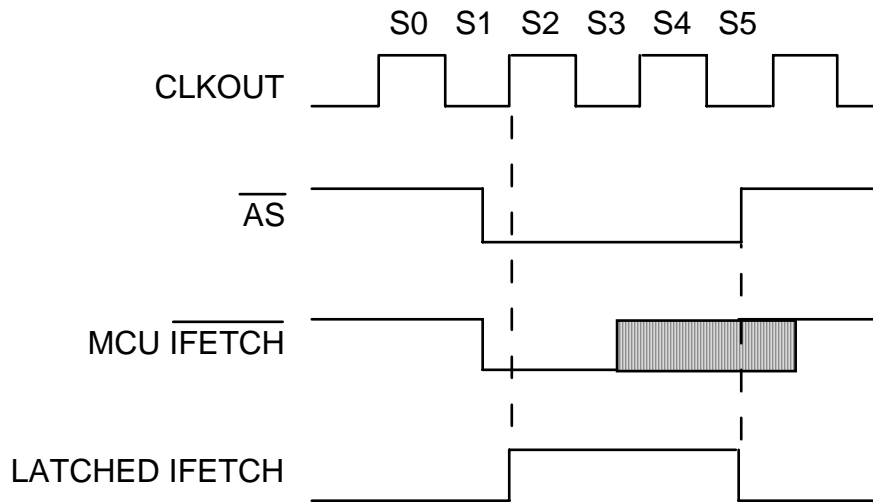 S0 S1 S2 S3 S4 S5
CLKOUT
AS
MCU IFETCH
LATCHED IFETCH